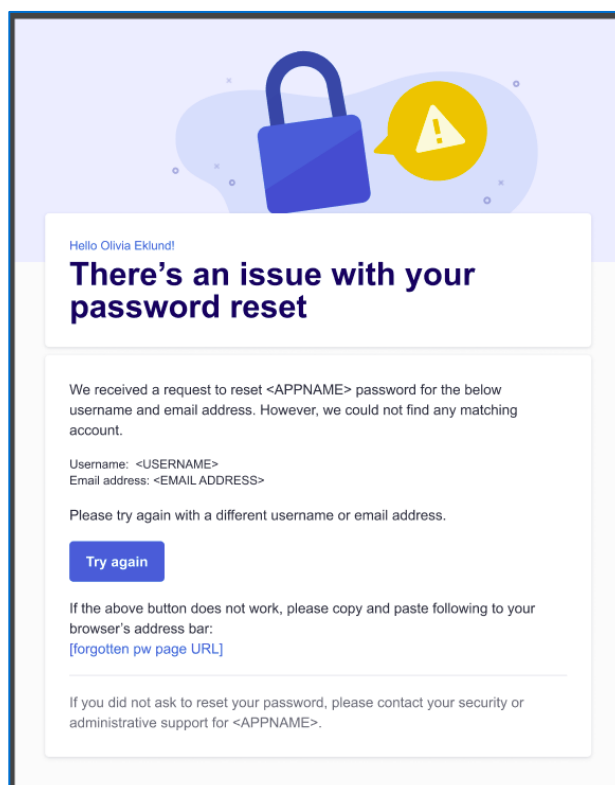 Hello Olivia Eklund!
There’s an issue with your
password reset
We received a request to reset <APPNAME> password for the below
username and email address. However, we could not find any matching
account.
Username: <USERNAME>
Email address: <EMAIL ADDRESS>
Please try again with a different username or email address.
Try again
If the above button does not work, please copy and paste following to your
browser’s address bar:
[forgotten pw page URL]
If you did not ask to reset your password, please contact your security or
administrative support for <APPNAME>.